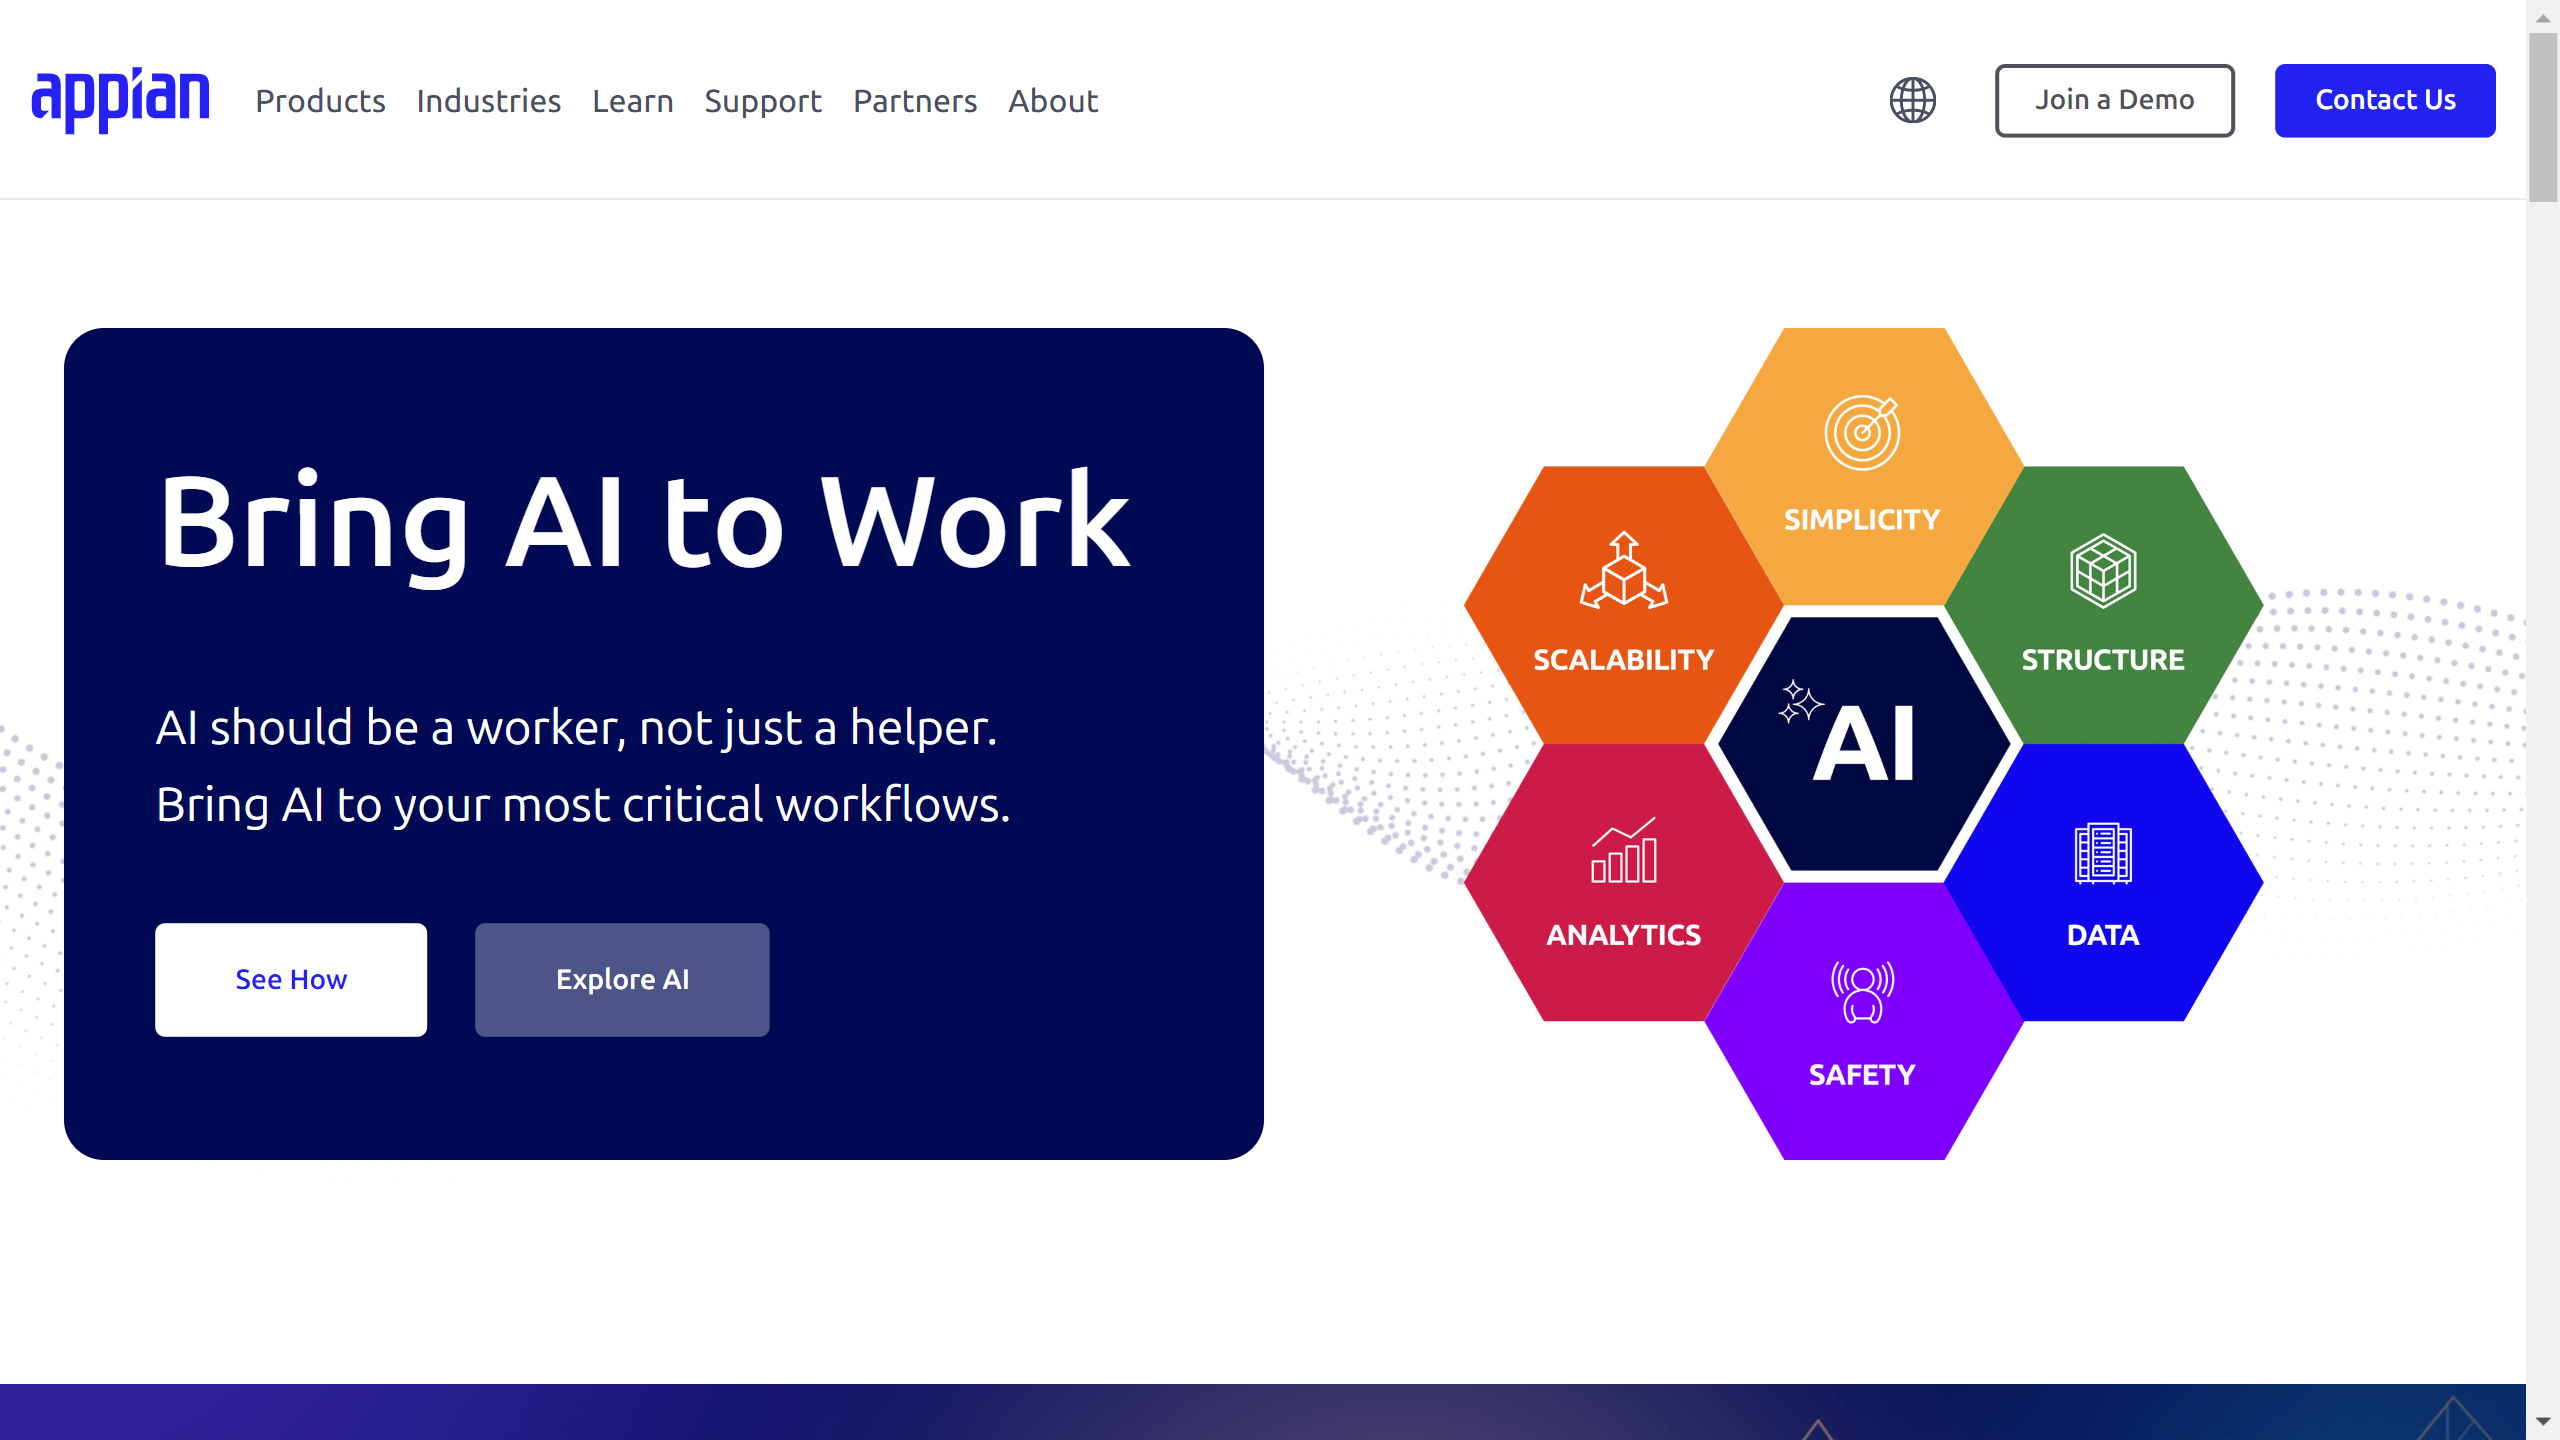 appian
Products Industries Learn Support Partners About
Join a Demo
Contact Us
Bring AI to Work
AI should be a worker, not just a helper.
Bring AI to your most critical workflows.
See How
Explore AI
SIMPLICITY
SCALABILITY
STRUCTURE
AI
ANALYTICS
DATA
SAFETY